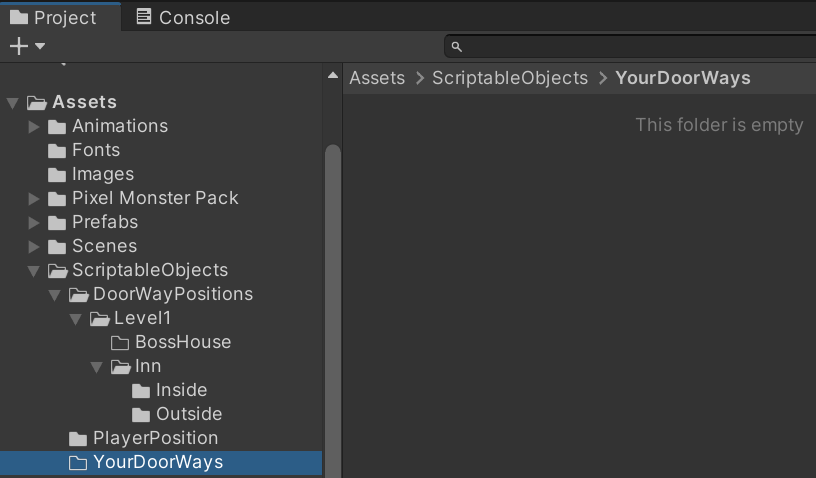 Project Console
Assets > ScriptableObjects > YourDoorWays
This folder is empty
Assets
Animations
Fonts
Images
Pixel Monster Pack
Prefabs
Scenes
ScriptableObjects
DoorWayPositions
Level1
BossHouse
Inn
Inside
Outside
PlayerPosition
YourDoorWays